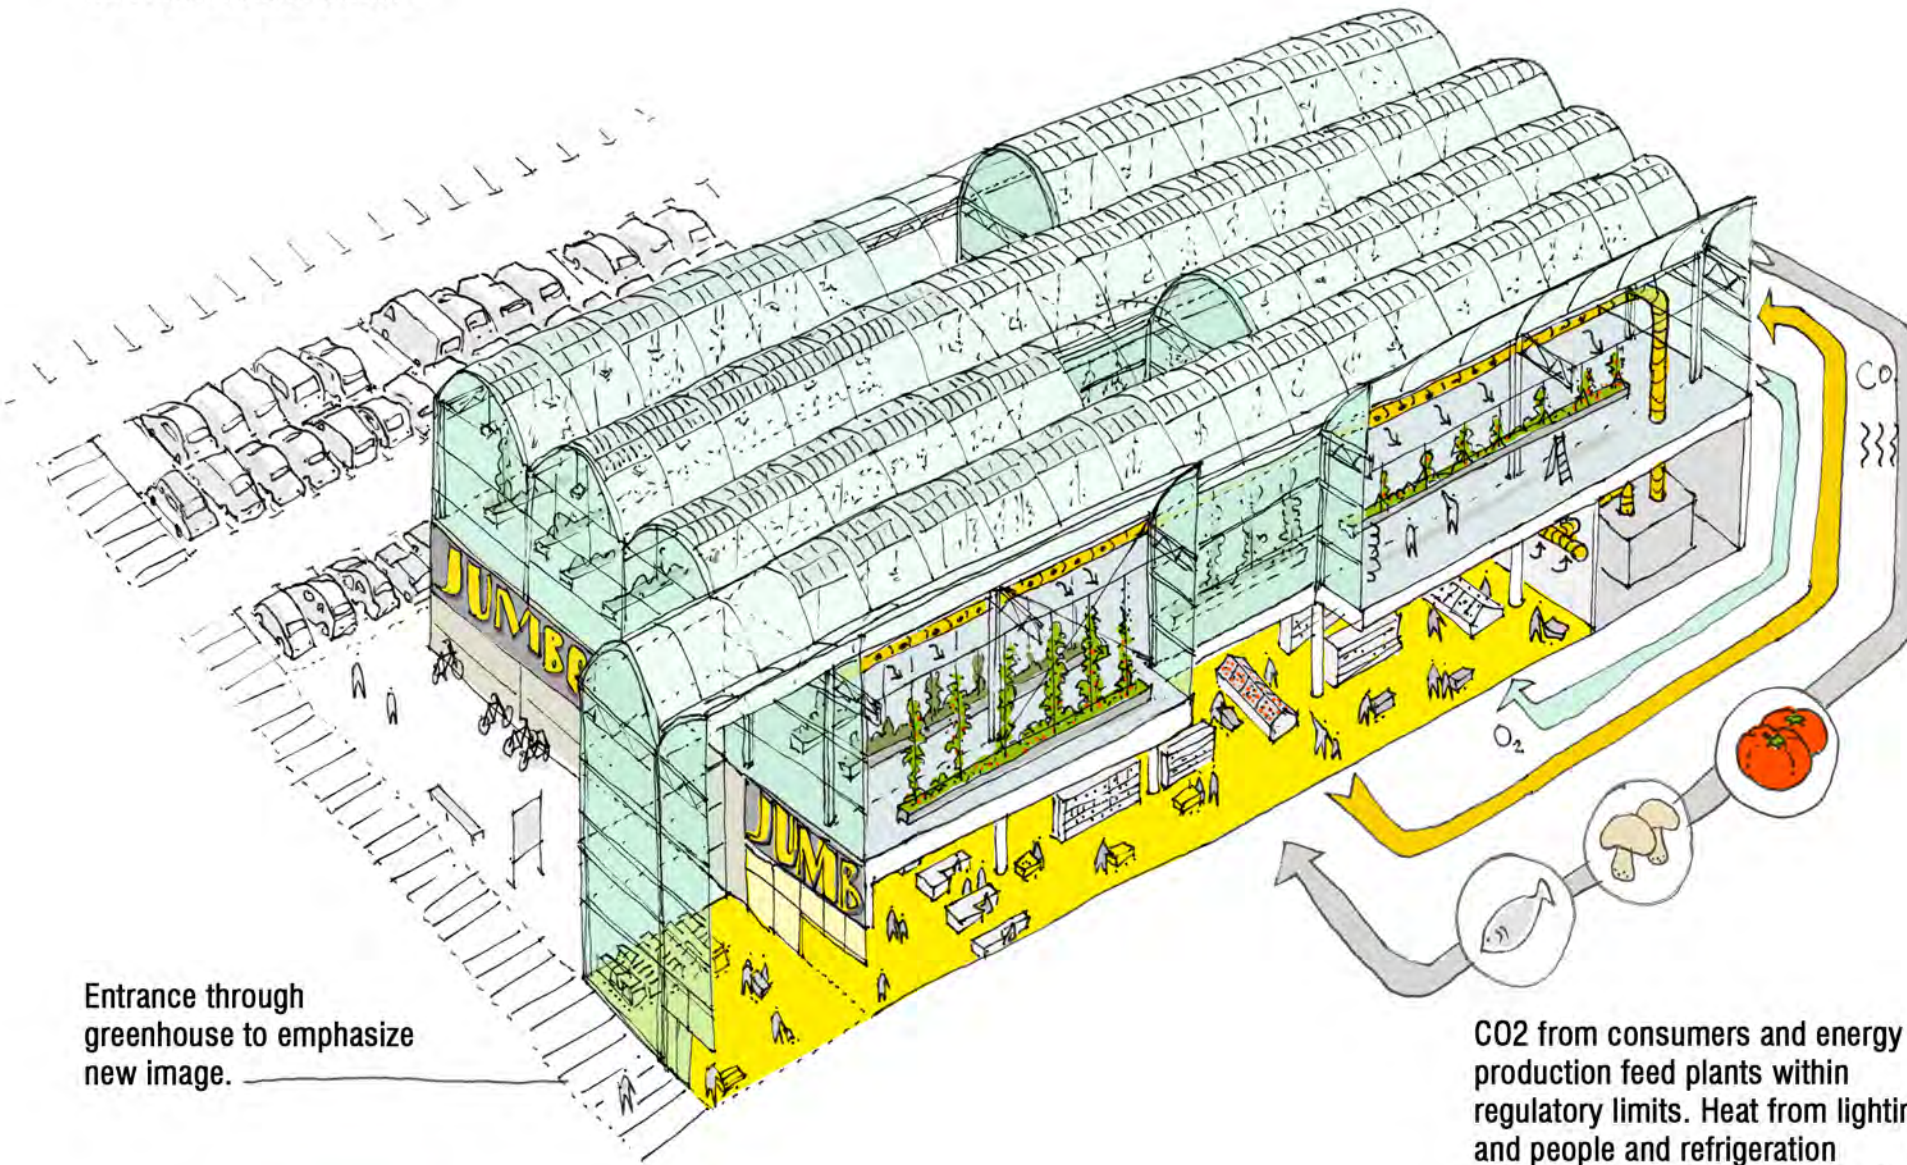 CO
JUMBO
O2
JUMB
Entrance through
greenhouse to emphasize
new image.
CO2 from consumers and energy
production feed plants within
regulatory limits. Heat from lightin
and people and refrigeration